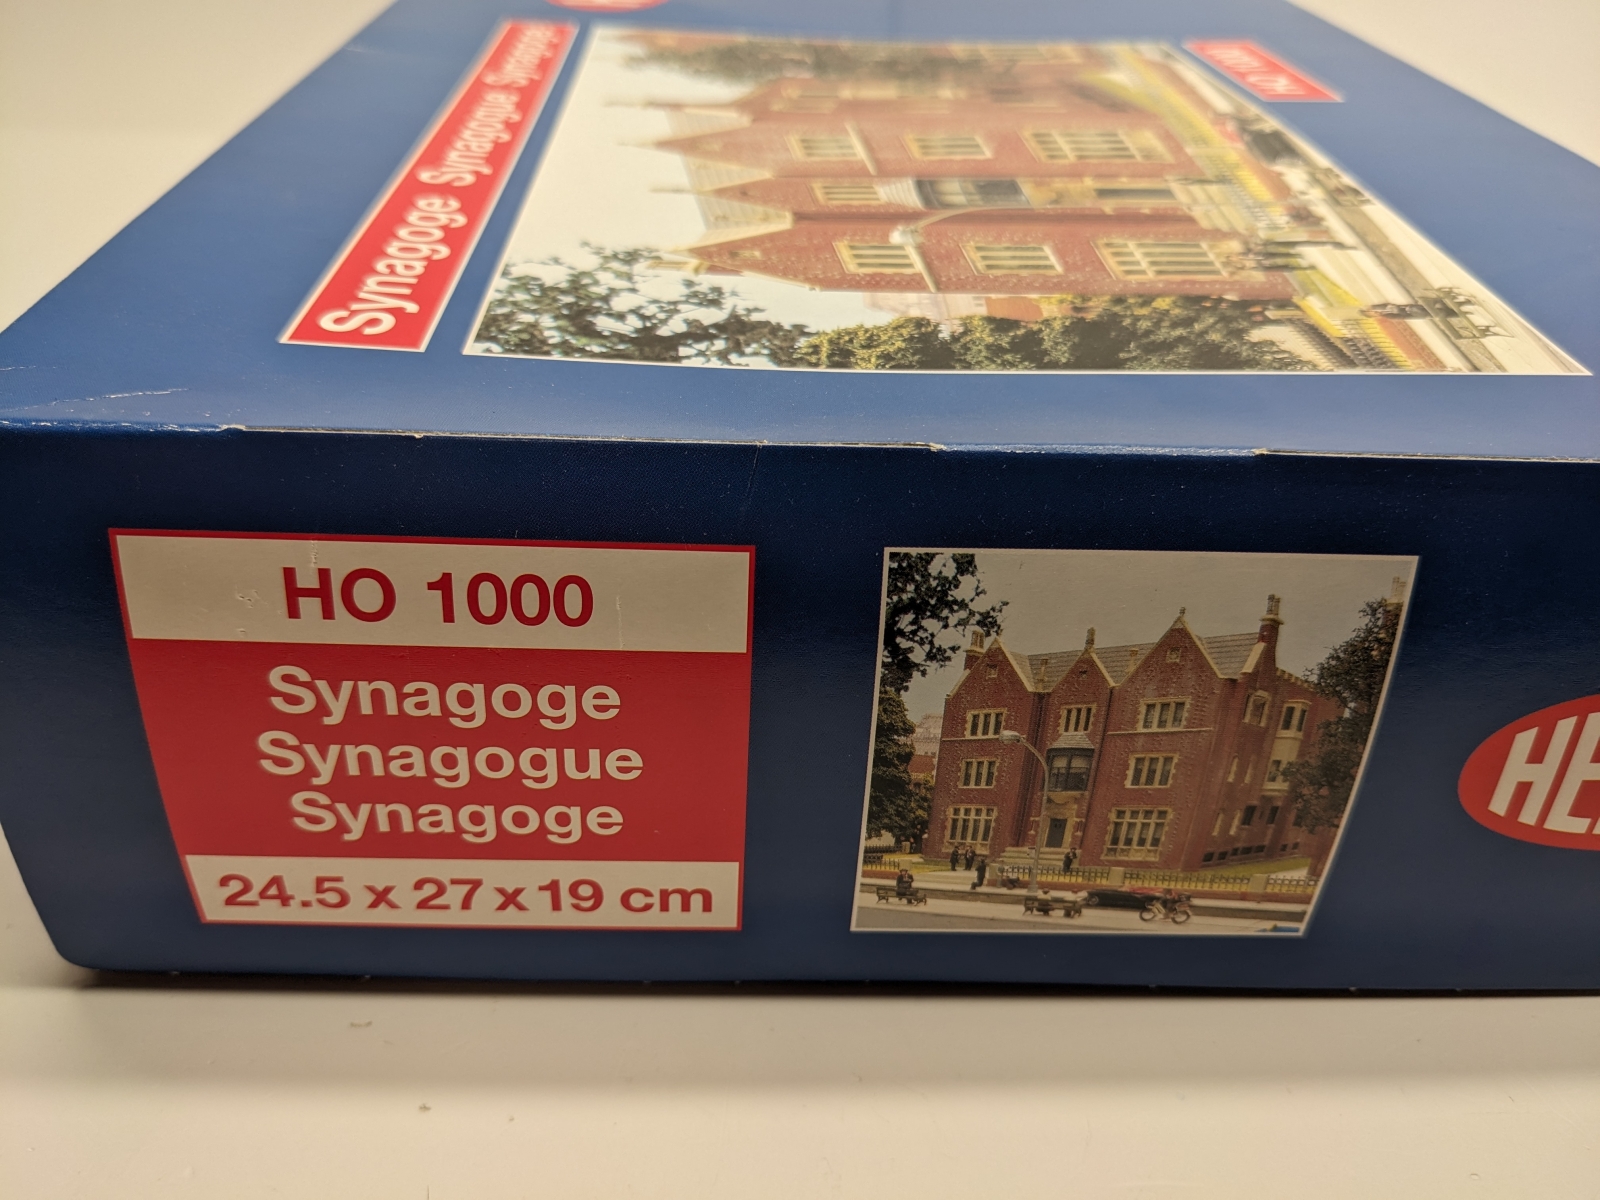 Synagoge Synagogue Synagoge
HO 1000
HO 1000
Synagoge
Synagogue
Synagoge
24.5 x 27 x 19 cm